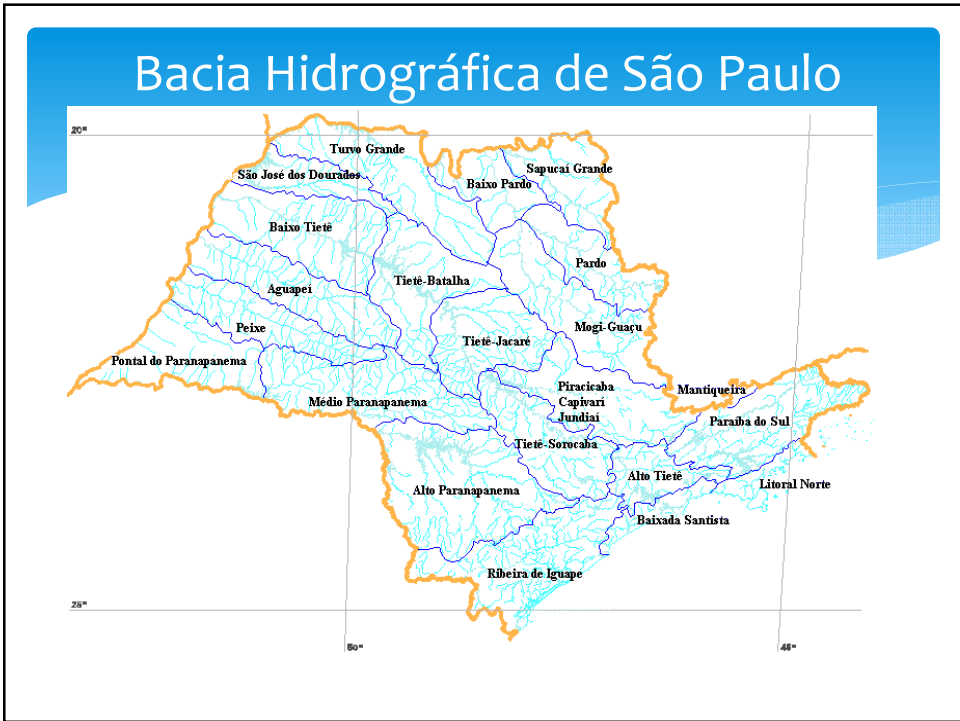 Bacia Hidrográfica de São Paulo
20°
Turvo Grande
Sapucaí Grande
São José dos Dourados
Baixo Pardo
Baixo Tietê
Pardo
Tietê-Batalha
Aguapeí
Mogi-Guaçu
Peixe
Tietê-Jacaré
Pontal do Paranapanema
Piracicaba
Capivarí
Jundiaí
Mantiqueira
Médio Paranapanema
Paraíba do Sul
Tietê-Sorocaba
Alto Tietê
Litoral Norte
Alto Paranapanema
Baixada Santista
Ribeira de Iguape
25°
50°
45°